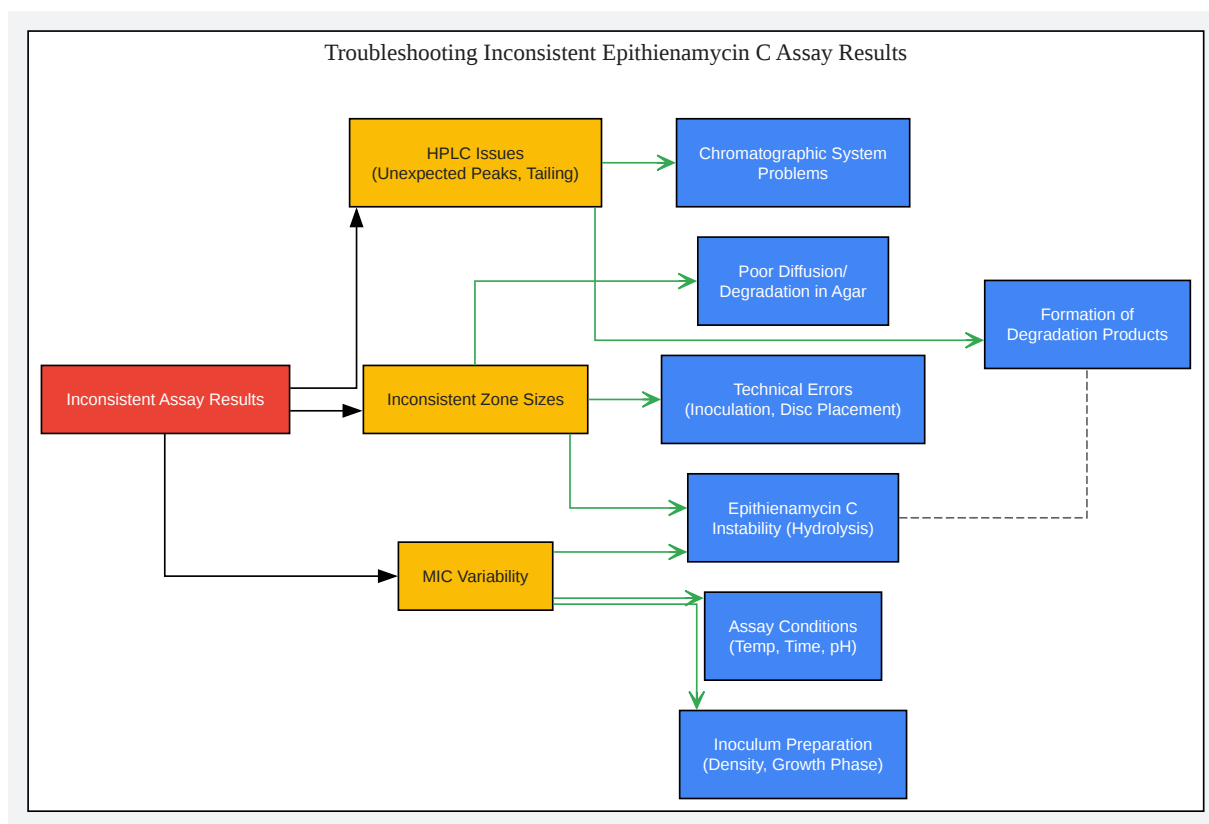 Troubleshooting Inconsistent Epithienamycin C Assay Results
HPLC Issues
(Unexpected Peaks, Tailing)
Chromatographic System
Problems
Poor Diffusion/
Degradation in Agar
Formation of
Degradation Products
Inconsistent Assay Results
Inconsistent Zone Sizes
Technical Errors
(Inoculation, Disc Placement)
Epithienamycin C
Instability (Hydrolysis)
MIC Variability
Assay Conditions
(Temp, Time, pH)
Inoculum Preparation
(Density, Growth Phase)